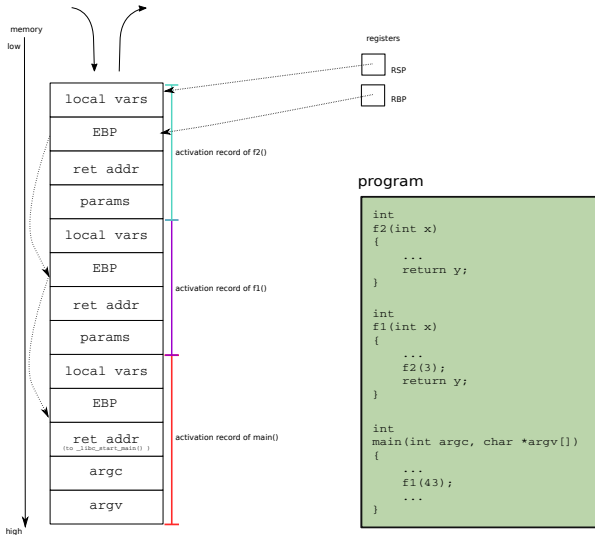 memory
low
registers
RSP
RBP
local vars
EBP
activation record of f2()
ret addr
params
local vars
EBP
activation record of f1()
ret addr
params
local vars
EBP
ret addr
(to _libc_start_main() )
activation record of main()
argc
argv
high
program
int
f2(int x)
{
...
return y;
}
int
f1(int x)
{
...
f2(3);
return y;
}
int
main(int argc, char *argv[])
{
...
f1(43);
...
}